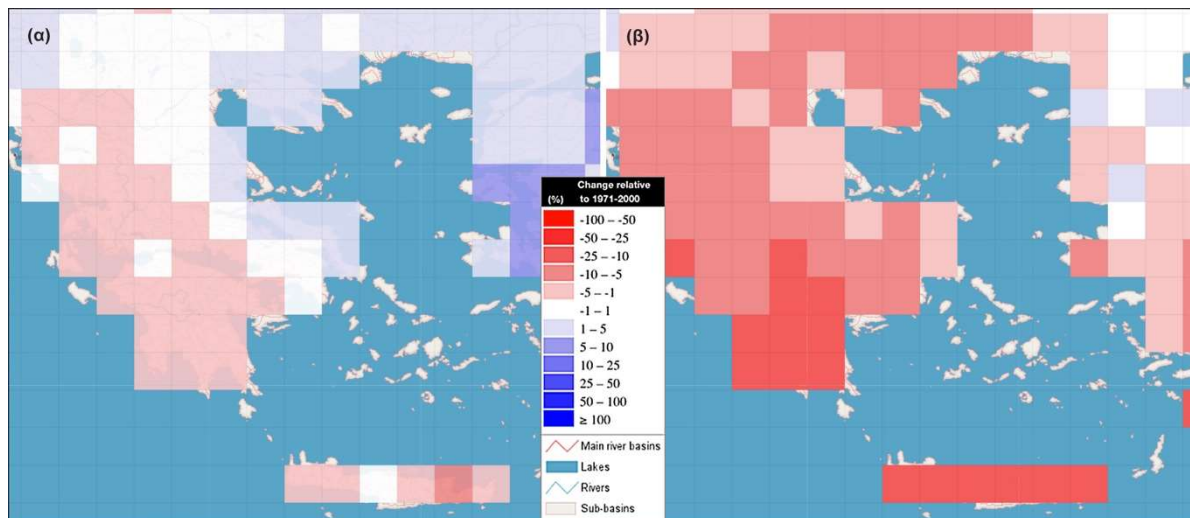 (α)
(β)
(%) Change relative
to 1971-2000
-100 – -50
-50 – -25
-25 – -10
-10 – -5
-5 – -1
-1 – 1
1 – 5
5 – 10
10 – 25
25 – 50
50 – 100
≥ 100
Main river basins
Lakes
Rivers
Sub-basins